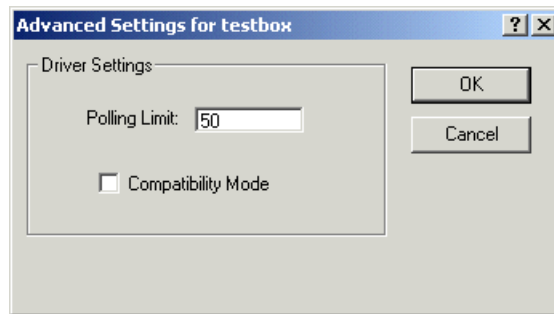 Advanced Settings for testbox
Driver Settings
OK
Polling Limit: 50
Cancel
Compatibility Mode